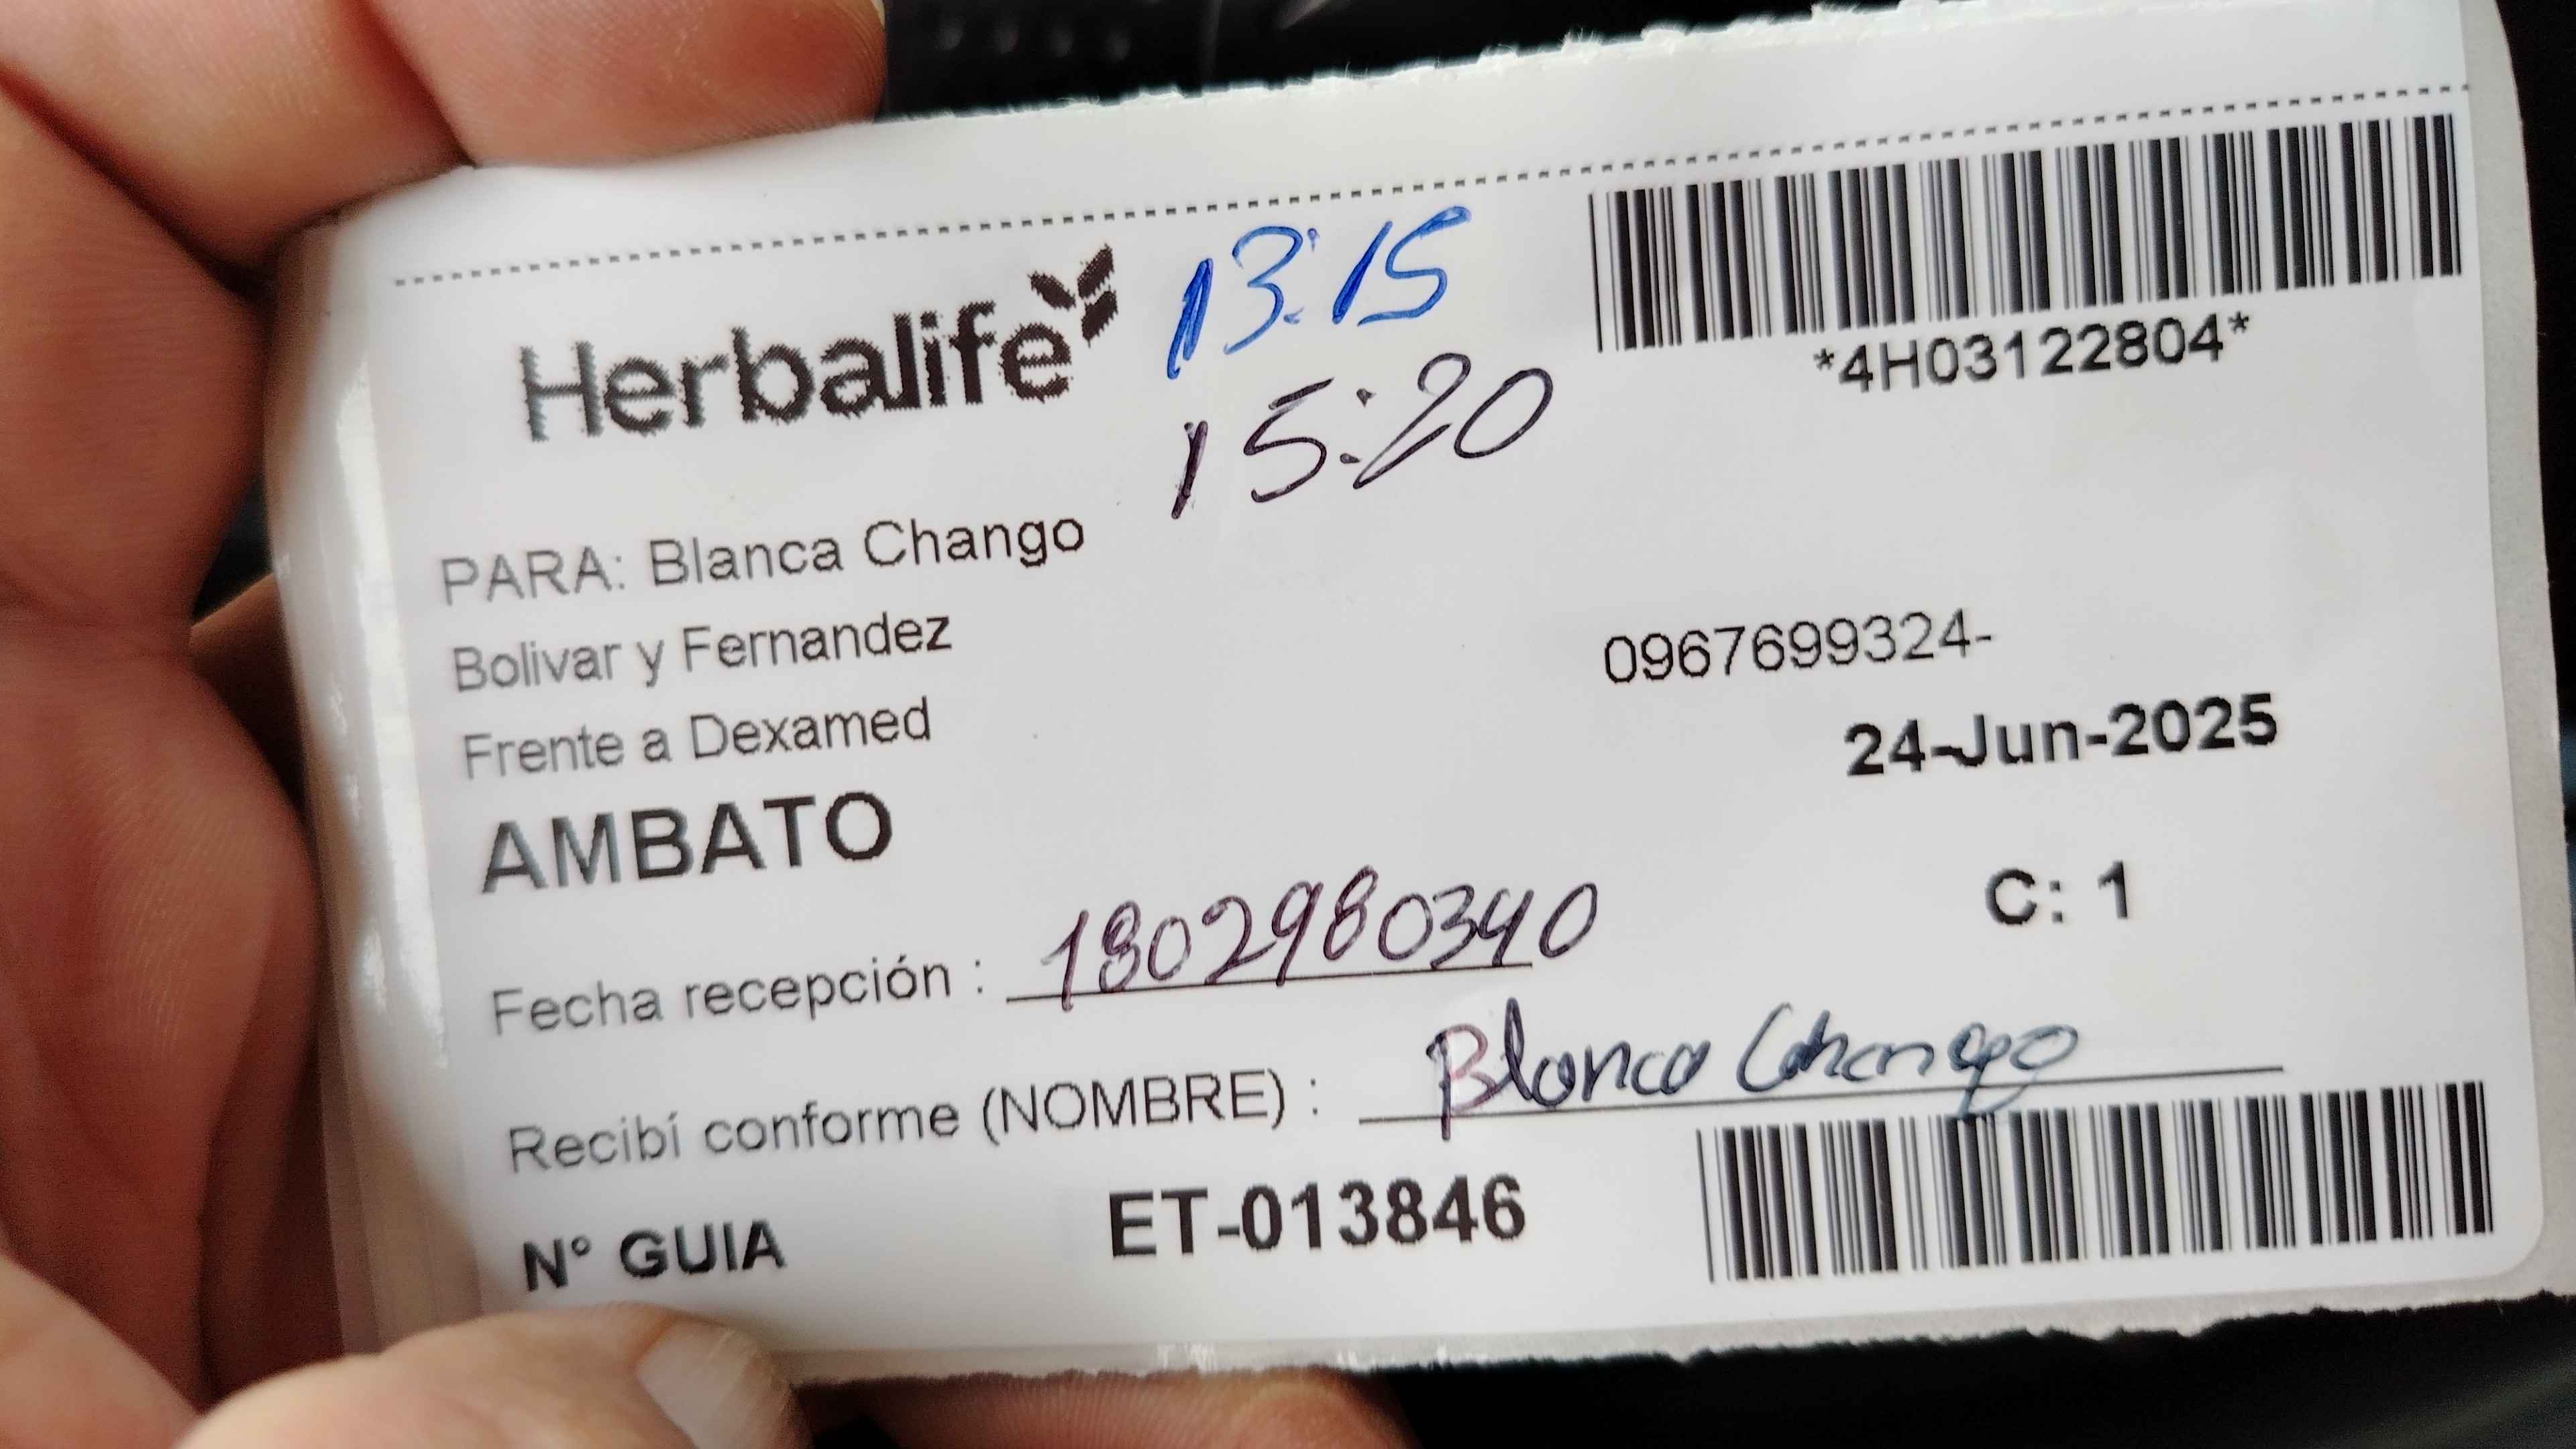 Herbalife
13:15
15:20
*4H03122804*
PARA: Blanca Chango
Bolivar y Fernandez
0967699324-
Frente a Dexamed
24-Jun-2025
AMBATO
C: 1
Fecha recepción : 1802980340
Recibí conforme (NOMBRE) : Blanca Chango
N° GUIA ET-013846